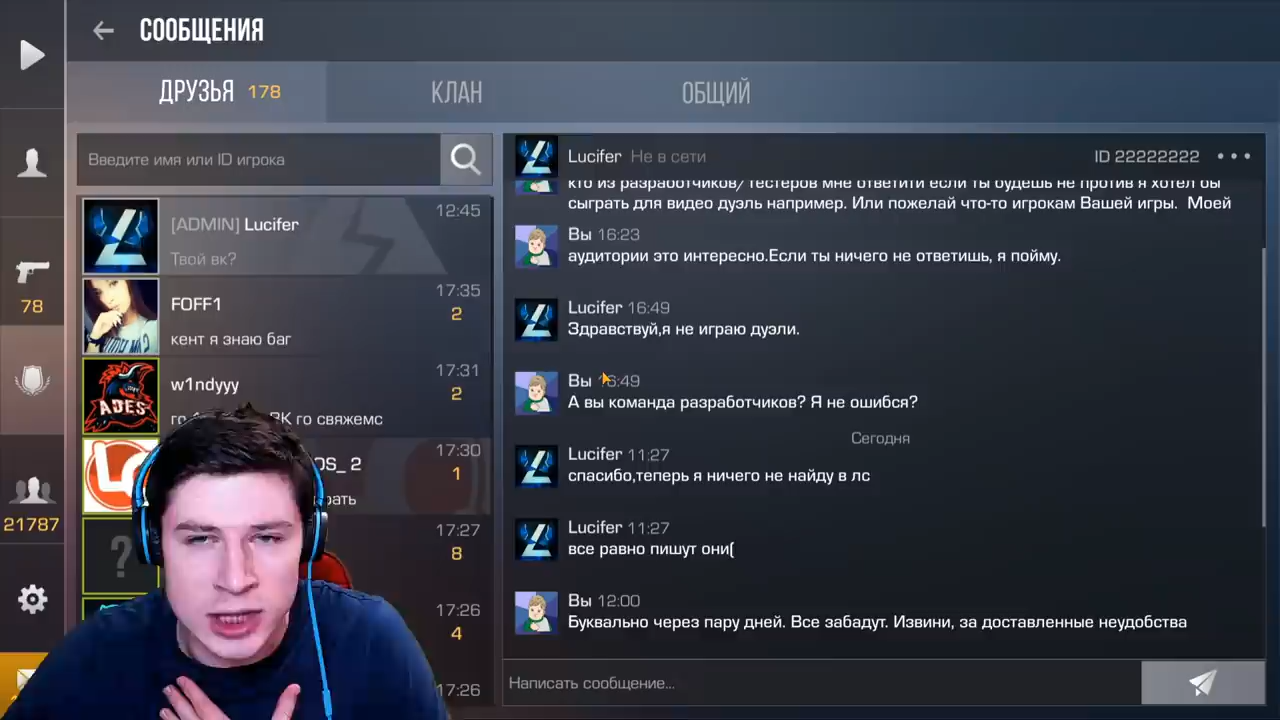 СООБЩЕНИЯ
ДРУЗЬЯ 178
КЛАН
ОБЩИЙ
Введите имя или ID игрока
[ADMIN] Lucifer 12:45
Твой вк?
FOFF1 17:35
2
кент я знаю баг
w1ndyyy 17:31
2
го ВК го свяжемс
OS_ 2 17:30
1
17:27
8
17:26
4
17:26
78
21787
Lucifer Не в сети ID 22222222
кто из разработчиков/тестеров мне ответити если ты будешь не против я хотел бы
сыграть для видео дуэль например. Или пожелай что-то игрокам Вашей игры. Моей
Вы 16:23
аудитории это интересно.Если ты ничего не ответишь, я пойму.
Lucifer 16:49
Здравствуй,я не играю дуэли.
Вы 16:49
А вы команда разработчиков? Я не ошибся?
Сегодня
Lucifer 11:27
спасибо,теперь я ничего не найду в лс
Lucifer 11:27
все равно пишут они(
Вы 12:00
Буквально через пару дней. Все забадут. Извини, за доставленные неудобства
Написать сообщение...